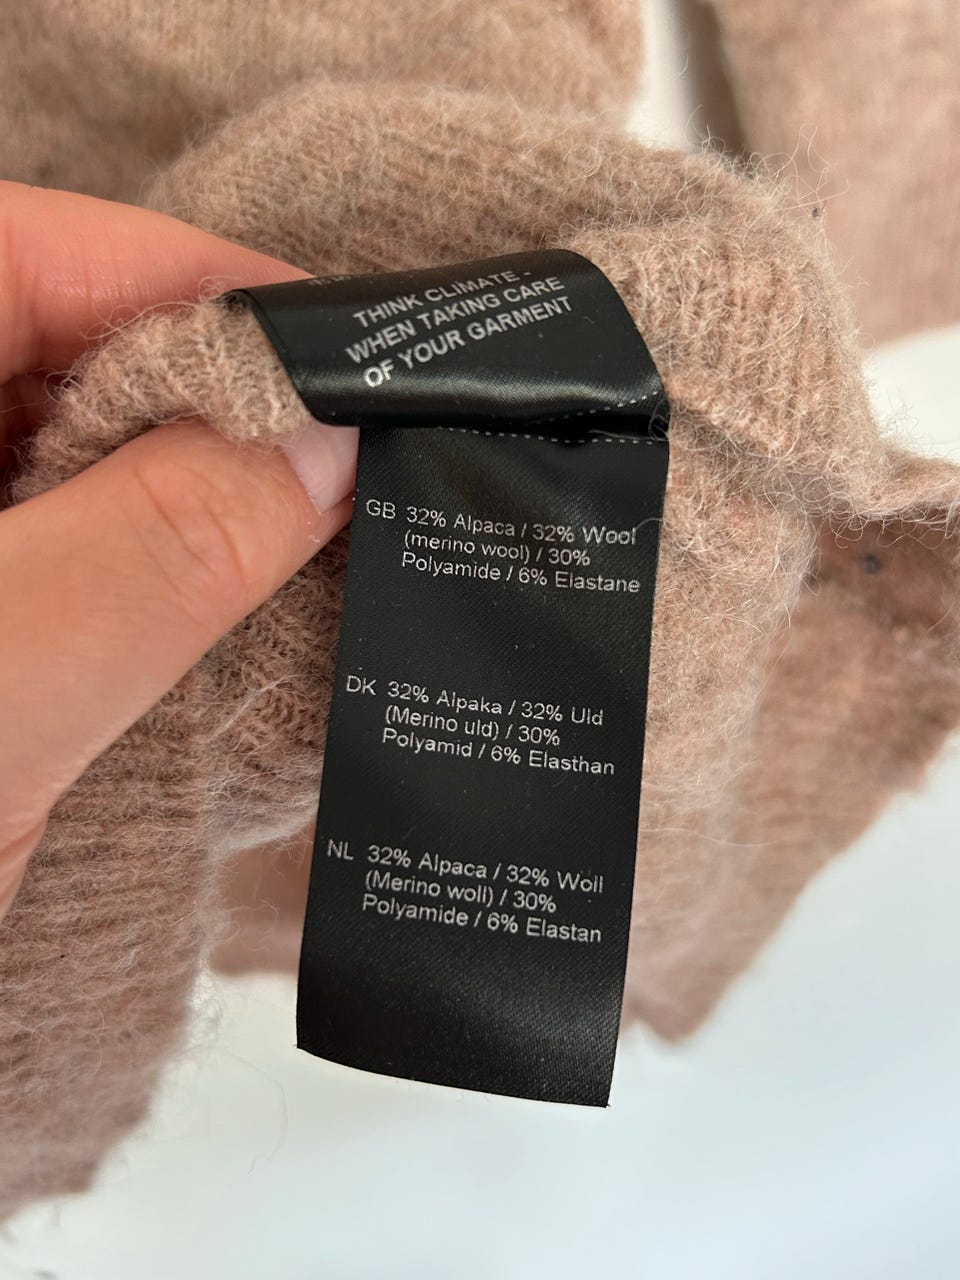 THINK CLIMATE -
WHEN TAKING CARE
OF YOUR GARMENT
GB 32% Alpaca / 32% Wool
(merino wool) / 30%
Polyamide / 6% Elastane
DK 32% Alpaka / 32% Uld
(Merino uld) / 30%
Polyamid / 6% Elasthan
NL 32% Alpaca / 32% Woll
(Merino woll) / 30%
Polyamide / 6% Elastan